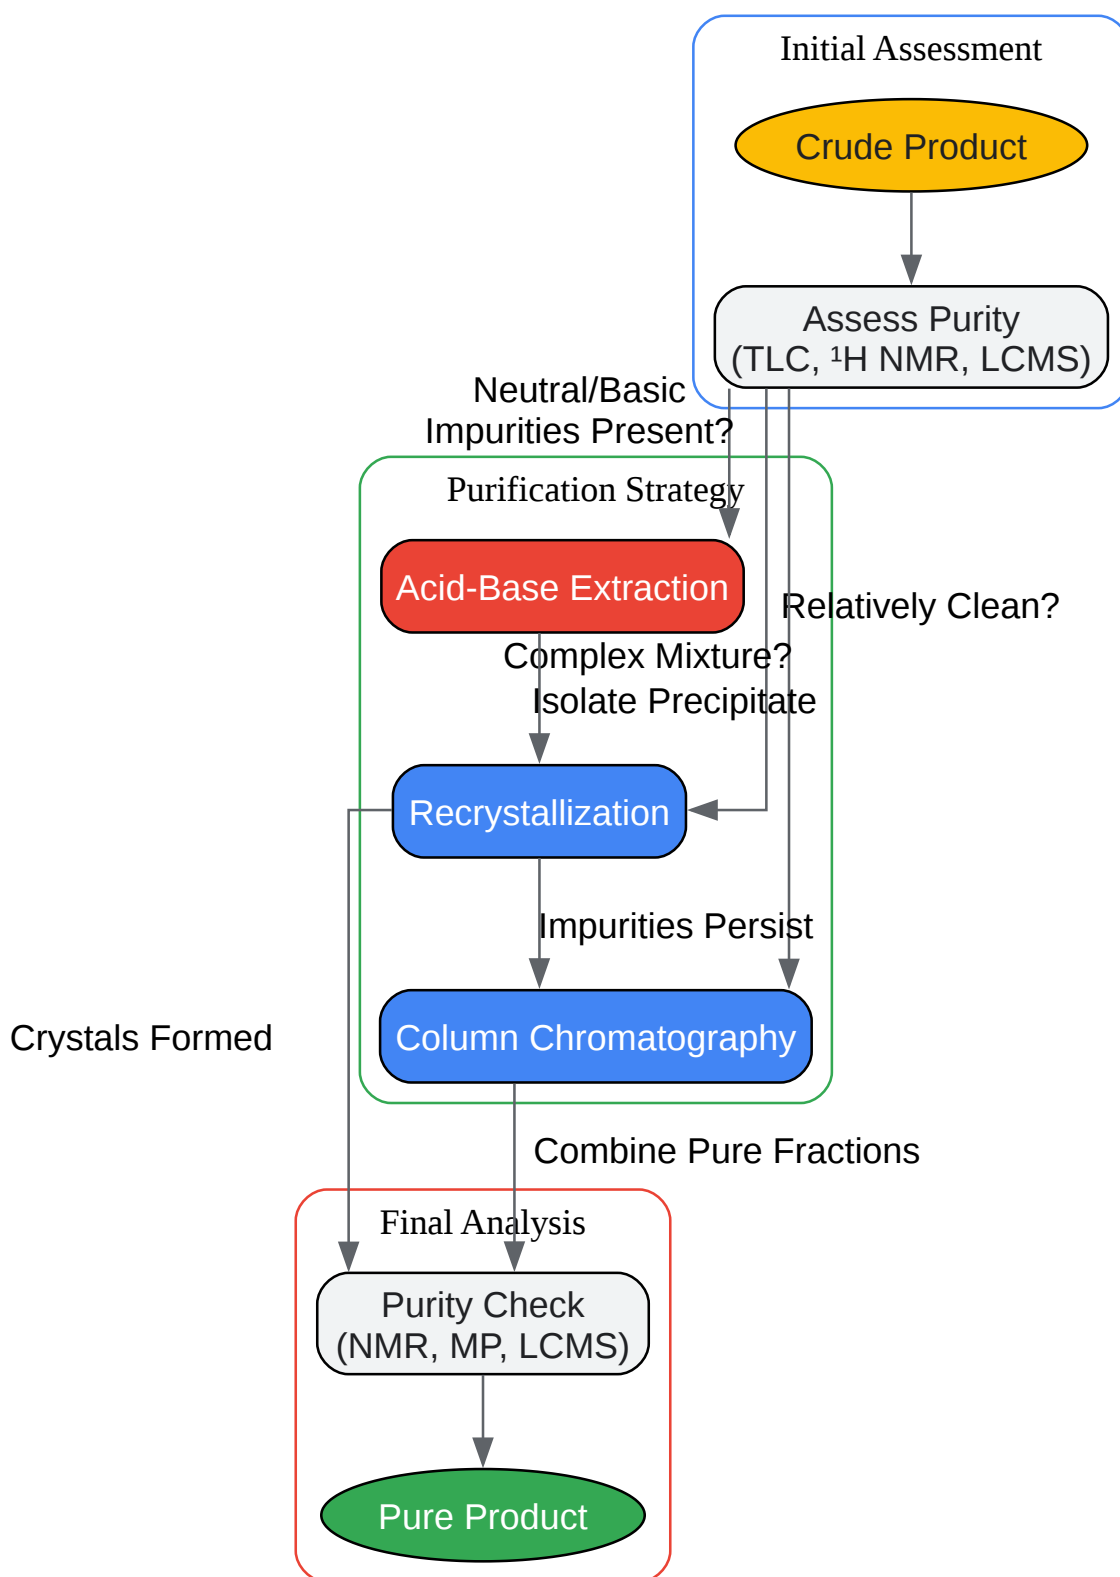 Initial Assessment
Crude Product
Assess Purity
(TLC, ¹H NMR, LCMS)
Neutral/Basic
Impurities Present?
Purification Strategy
Acid-Base Extraction
Relatively Clean?
Complex Mixture?
Isolate Precipitate
Recrystallization
Impurities Persist
Column Chromatography
Crystals Formed
Combine Pure Fractions
Final Analysis
Purity Check
(NMR, MP, LCMS)
Pure Product